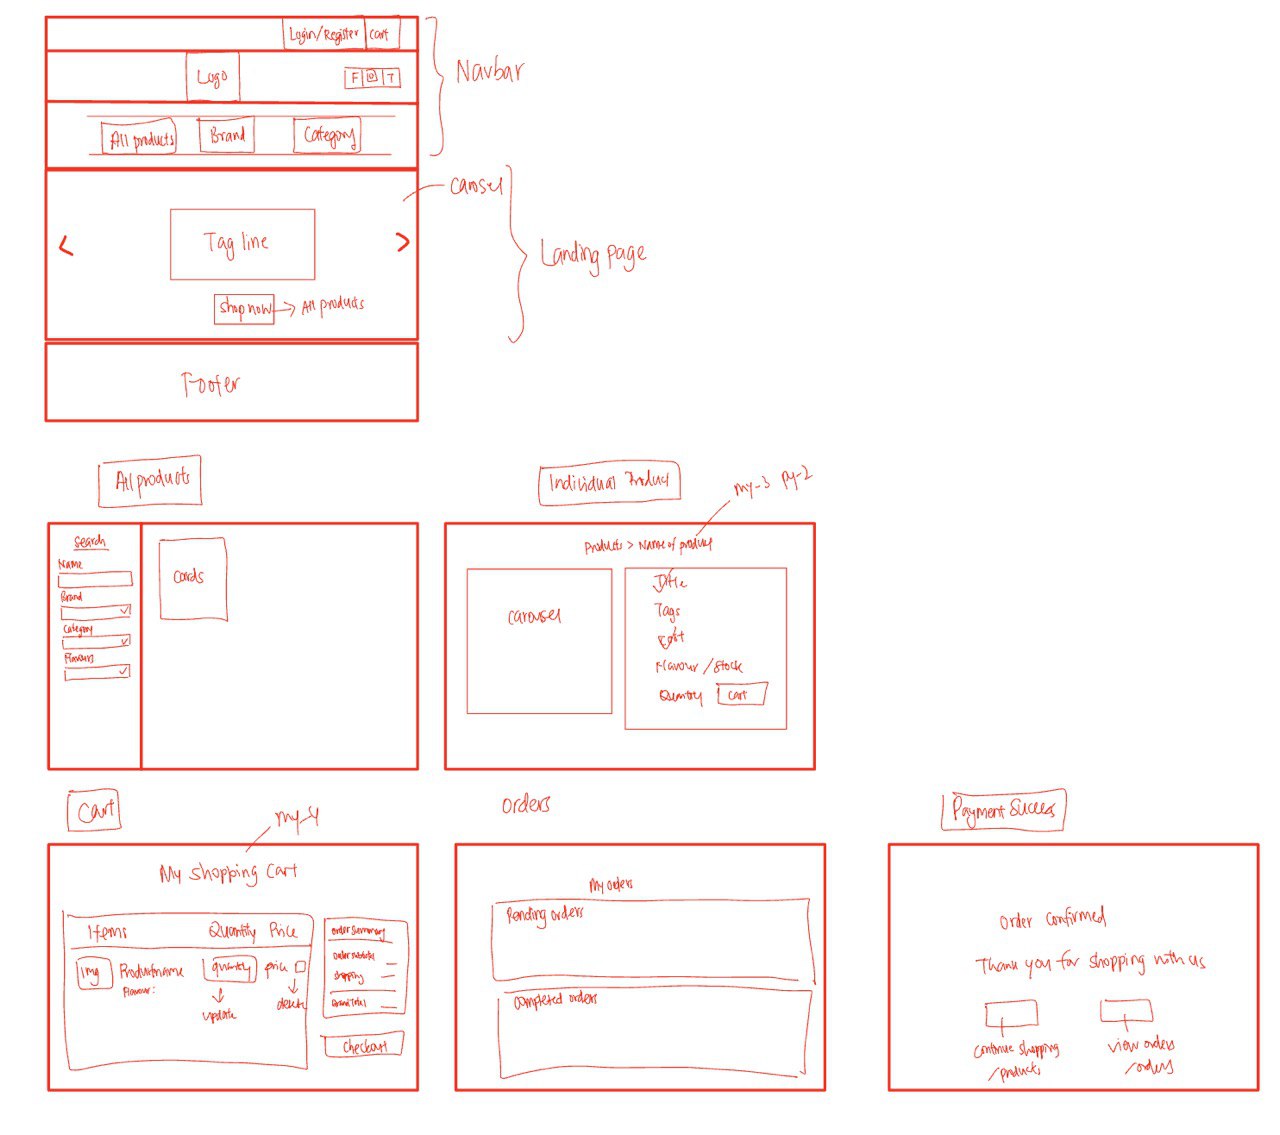 Login/Register
cart
Navbar
Logo
F
T
All products
Brand
Category
Tag line
Landing page
shop now
All products
Footer
All products
Individual Product
my-3 py-2
Search
Name
Brand
Category
Flavours
cards
Products > Name of product
carousel
Title
Tags
Cost
Flavour / Stock
Quantity
cart
Cart
my-4
My shopping cart
Items
Quantity
Price
img
Productname
Flavour :
quantity
price
update
delete
Order Summary
Order subtotal
Shipping
Grand Total
Checkout
Orders
My orders
Pending orders
Completed orders
Payment Success
Order Confirmed
Thank you for shopping with us
continue shopping
/products
view orders
/orders